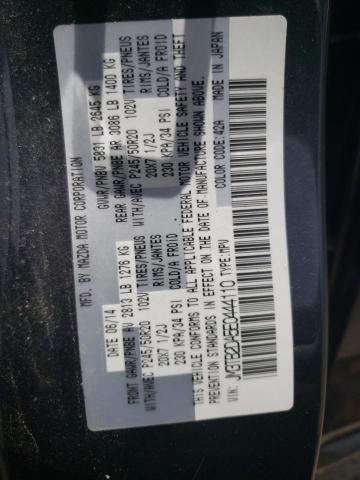 MFD. BY MAZDA MOTOR CORPORATION
GVWR/PNBV 5831 LB 2645 KG
DATE 06/14
FRONT GAWR/PNBE AV 2813 LB 1276 KG
REAR GAWR/PNBE AR 3086 LB 1400 KG
WITH/AVEC P245/50R20 102V TIRES/PNEUS
WITH/AVEC P245/50R20 102V TIRES/PNEUS
20X7 1/2J RIMS/JANTES
20X7 1/2J RIMS/JANTES
230 KPA/34 PSI COLD/A FROID
230 KPA/34 PSI COLD/A FROID.
THIS VEHICLE CONFORMS TO ALL APPLICABLE FEDERAL MOTOR VEHICLE SAFETY AND THEFT
PREVENTION STANDARDS IN EFFECT ON THE DATE OF MANUFACTURE SHOWN ABOVE.
VIN: TYPE:MPV
COLOR CODE:42A
MADE IN JAPAN